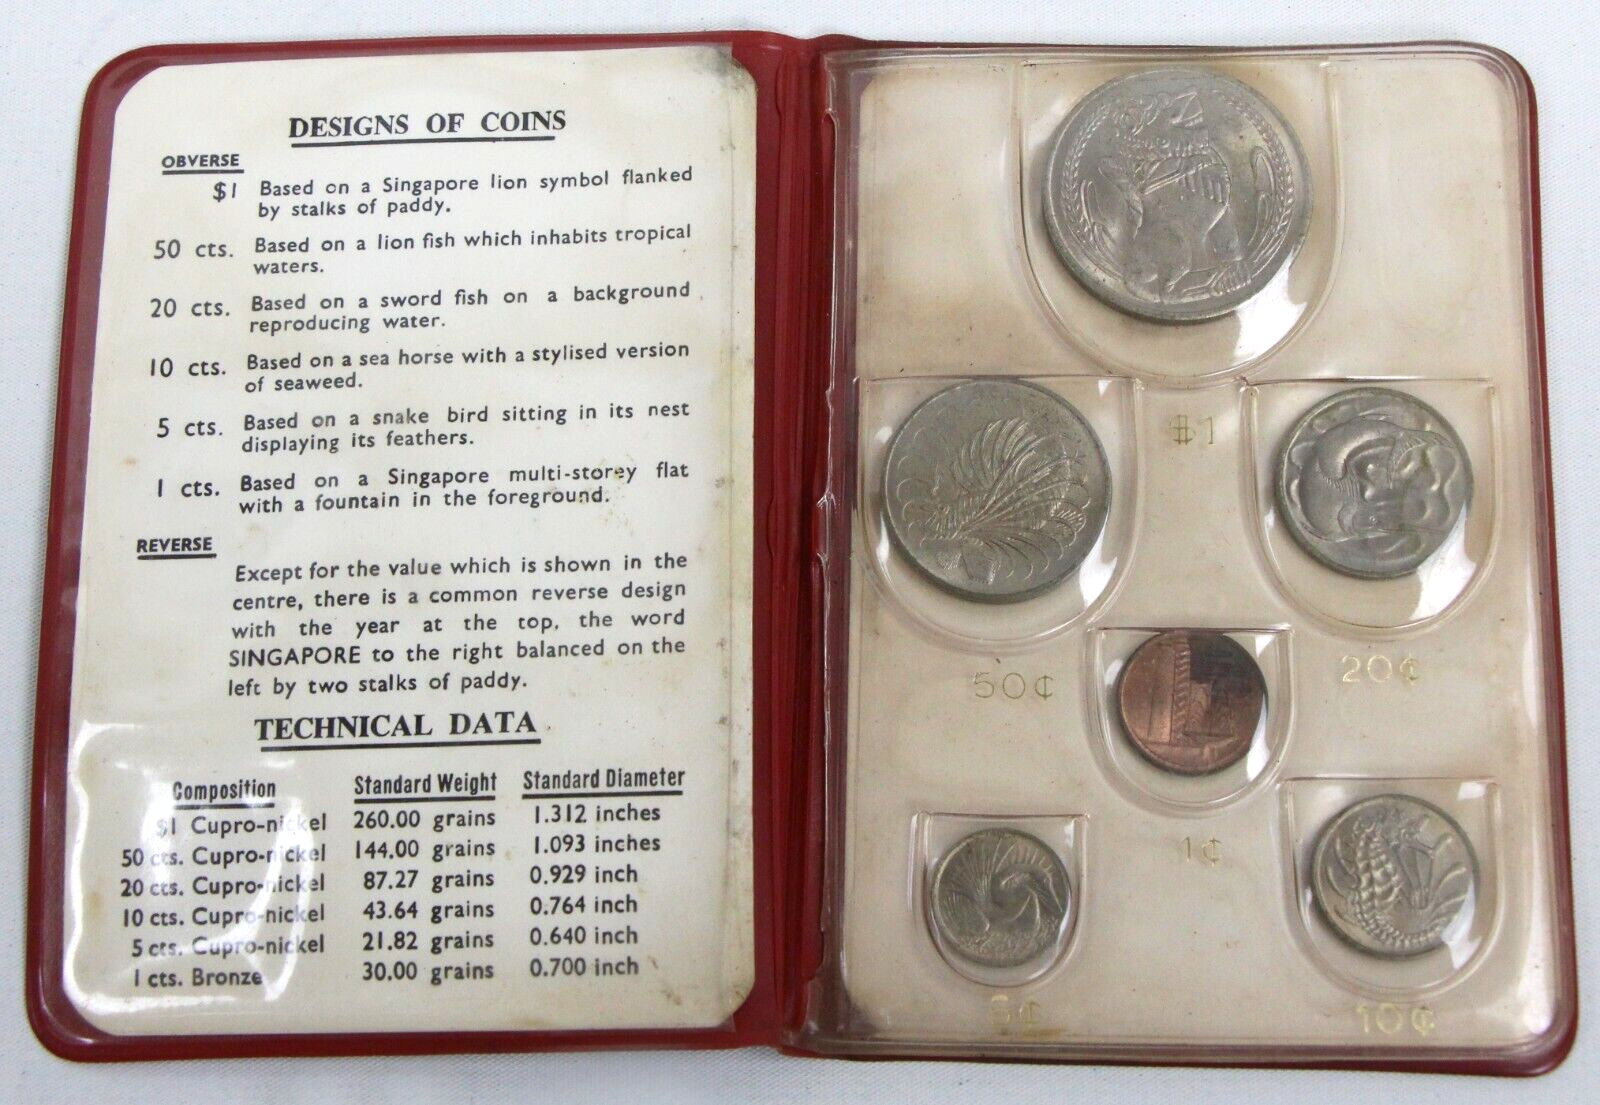 DESIGNS OF COINS
OBVERSE
$1 Based on a Singapore lion symbol flanked
by stalks of paddy.
50 cts. Based on a lion fish which inhabits tropical
waters.
20 cts. Based on a sword fish on a background
reproducing water.
10 cts. Based on a sea horse with a stylised version
of seaweed.
5 cts. Based on a snake bird sitting in its nest
displaying its feathers.
1 cts. Based on a Singapore multi-storey flat
with a fountain in the foreground.
REVERSE
Except for the value which is shown in the
centre, there is a common reverse design
with the year at the top, the word
SINGAPORE to the right balanced on the
left by two stalks of paddy.
TECHNICAL DATA
Composition Standard Weight Standard Diameter
$1 Cupro-nickel 260.00 grains 1.312 inches
50 cts. Cupro-nickel 144.00 grains 1.093 inches
20 cts. Cupro-nickel 87.27 grains 0.929 inch
10 cts. Cupro-nickel 43.64 grains 0.764 inch
5 cts. Cupro-nickel 21.82 grains 0.640 inch
1 cts. Bronze 30.00 grains 0.700 inch
$1
50¢
20¢
1¢
5¢
10¢